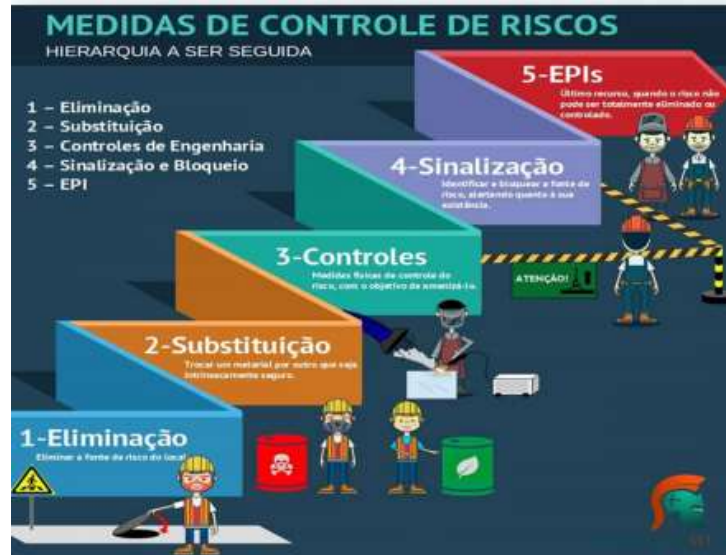 MEDIDAS DE CONTROLE DE RISCOS
HIERARQUIA A SER SEGUIDA
1 – Eliminação
2 – Substituição
3 – Controles de Engenharia
4 – Sinalização e Bloqueio
5 – EPI
5-EPIs
Último recurso, quando o risco não
pode ser totalmente eliminado ou
controlado.
4-Sinalização
Identificar e bloquear a fonte de
risco, alertando quanto à sua
existência.
3-Controles
Medidas físicas de controle do
risco, com o objetivo de amenizá-lo.
ATENÇÃO!
2-Substituição
Trocar um material por outro que seja
intrinsecamente seguro.
1-Eliminação
Eliminar a fonte de risco do local